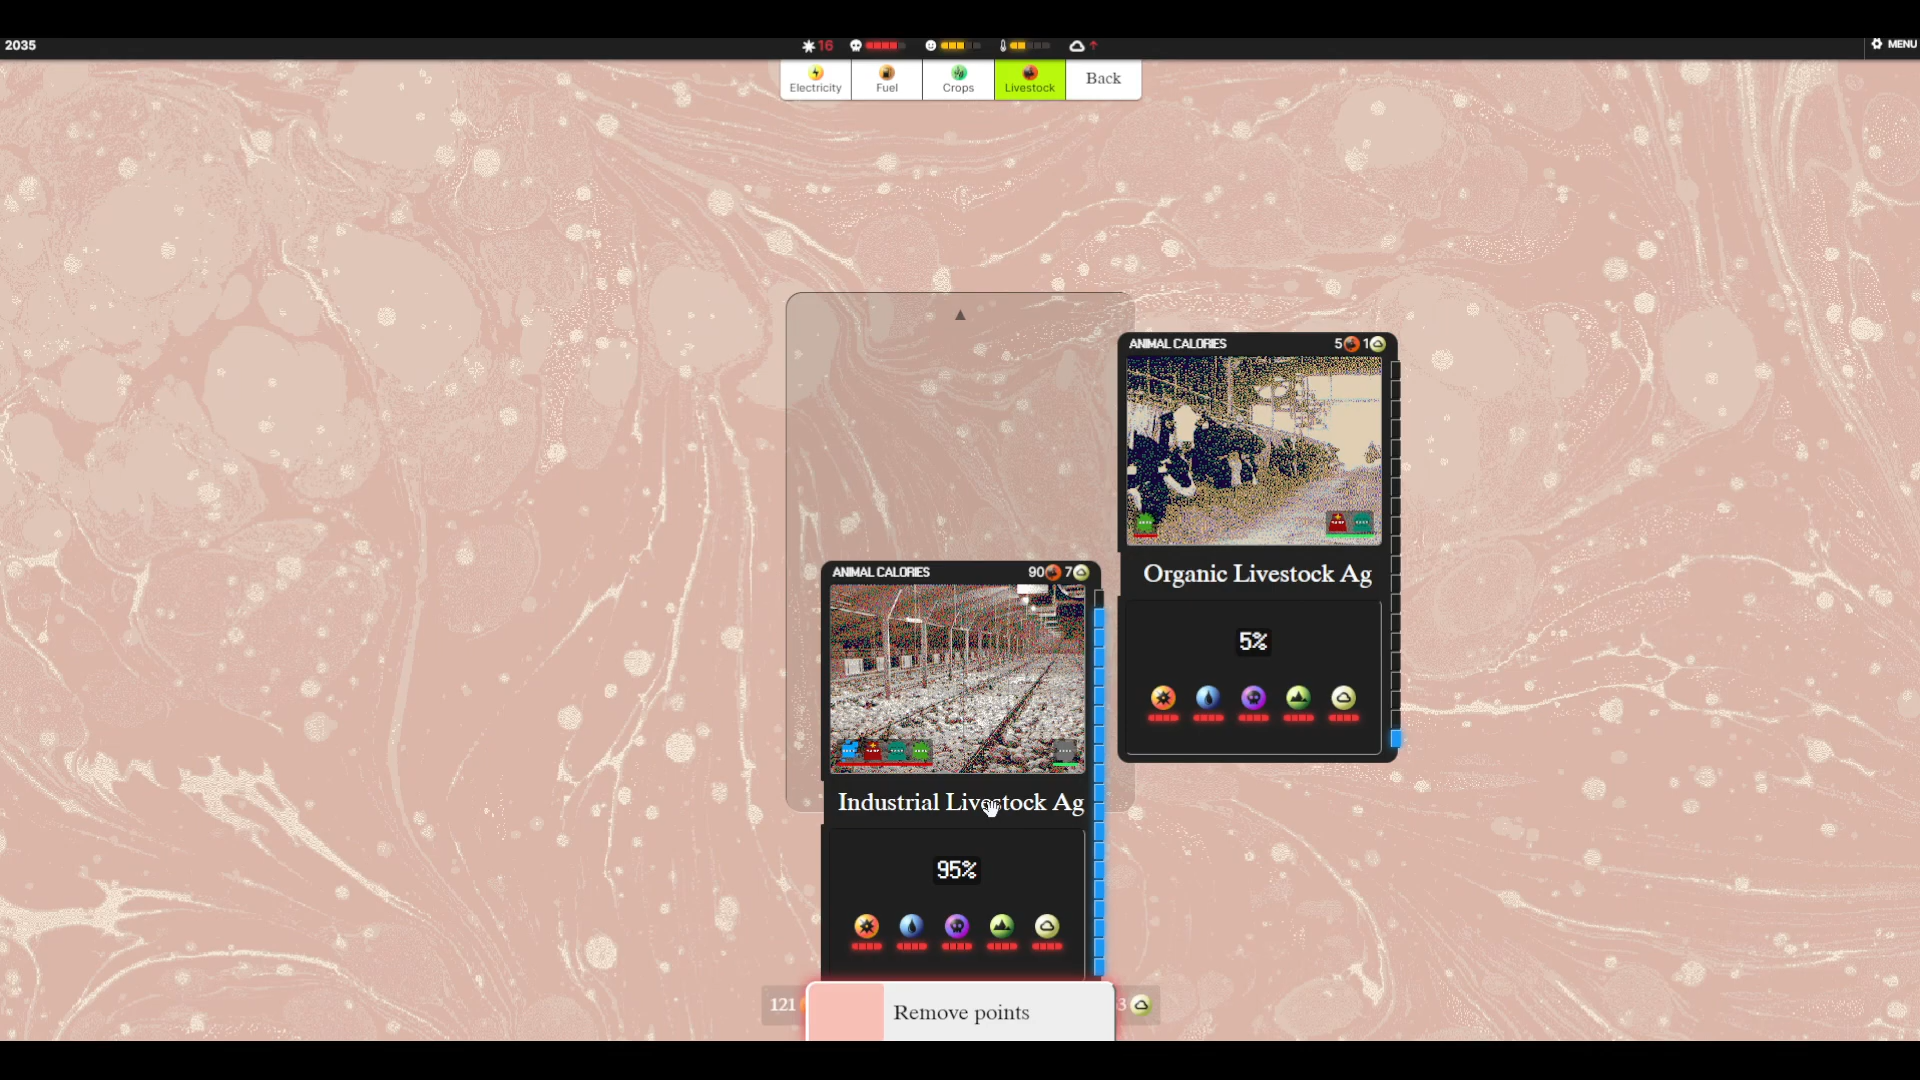 2035
16
MENU
Electricity
Fuel
Crops
Livestock
Back
ANIMAL CALORIES 5 1
Organic Livestock Ag
5%
ANIMAL CALORIES 90 7
Industrial Livestock Ag
95%
121
Remove points
3